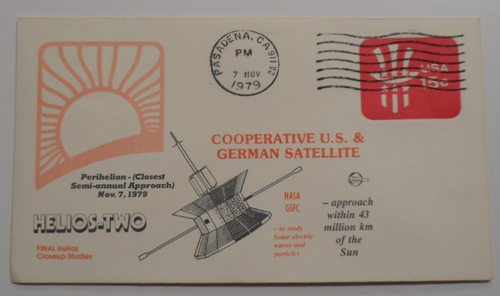 PASADENA, CA 911 02
PM
7 NOV
1979
USA
15c
COOPERATIVE U.S. &
GERMAN SATELLITE
Perihelion - (Closest
Semi-annual Approach)
Nov. 7, 1979
HELIOS-TWO
FINAL Helios
Closeup Studies
NASA
GSFC
- to study
Solar electric
waves and
particles
- approach
within 43
million km
of the
Sun